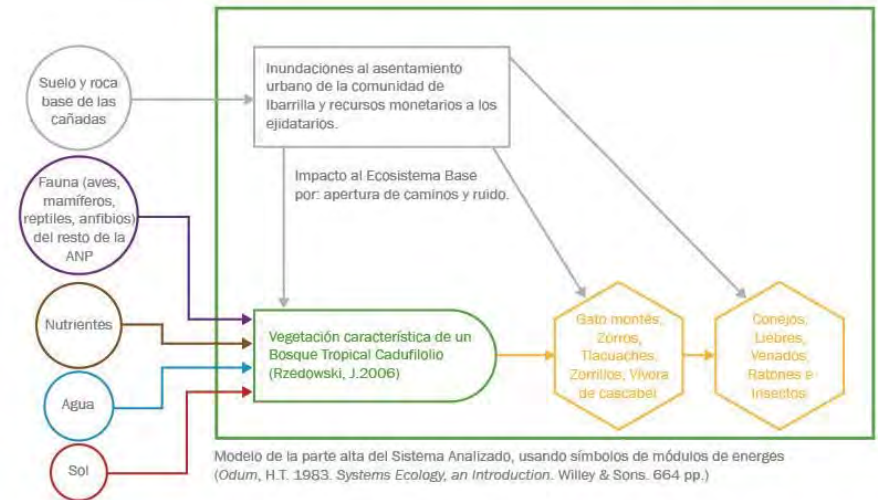 Suelo y roca
base de las
cañadas
Fauna (aves,
mamíferos,
reptiles, anfibios)
del resto de la
ANP
Nutrientes
Agua
Sol
Inundaciones al asentamiento
urbano de la comunidad de
Ibarrilla y recursos monetarios a los
ejidatarios.
Impacto al Ecosistema Base
por: apertura de caminos y ruido.
Vegetación característica de un
Bosque Tropical Cadufilolio
(Rzedowski, J.2006)
Gato montés,
Zorros,
Tlacuaches,
Zorrillos, Vívora
de cascabel
Conejos,
Liebres,
Venados,
Ratones e
Insectos
Modelo de la parte alta del Sistema Analizado, usando símbolos de módulos de energes
(Odum, H.T. 1983. Systems Ecology, an Introduction. Willey & Sons. 664 pp.)